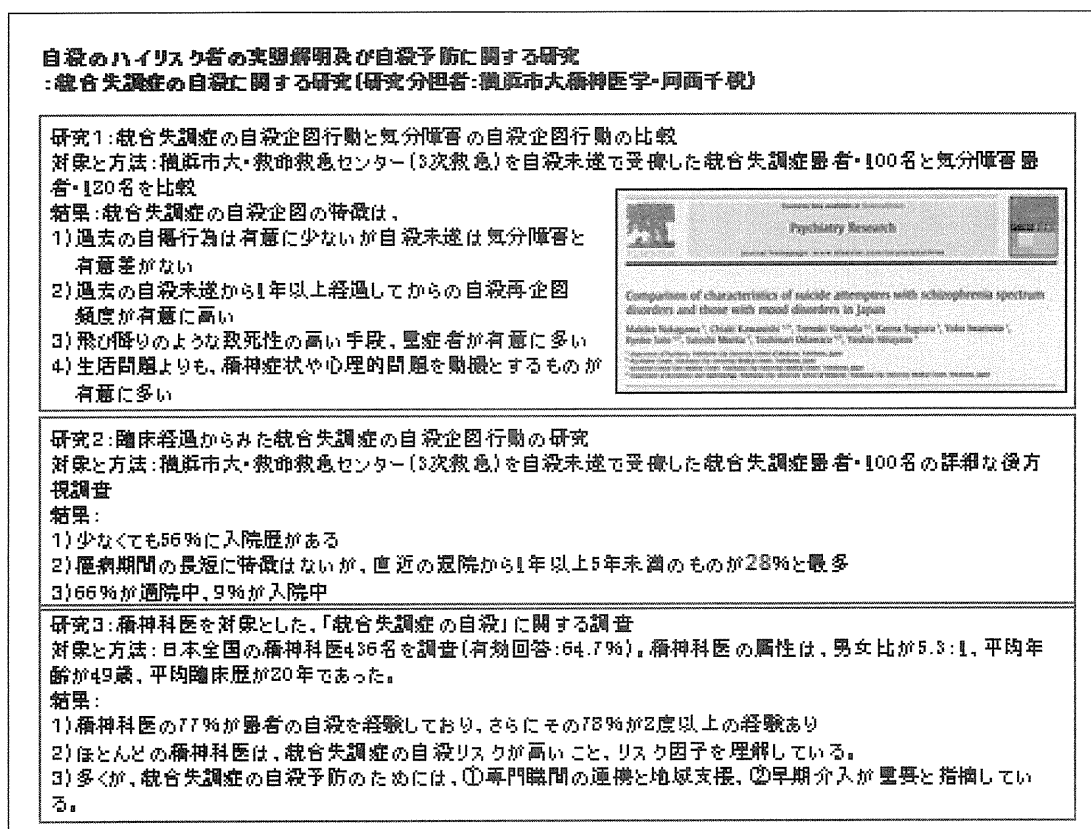 自殺のハイリスク者の実態解明及び自殺予防に関する研究
:統合失調症の自殺に関する研究(研究分担者:横浜市大精神医学・河西千秋)
研究1:統合失調症の自殺企図行動と気分障害の自殺企図行動の比較
対象と方法:横浜市大・救命救急センター(3次救急)を自殺未遂で受療した統合失調症患者・100名と気分障害患
者・120名を比較
結果:統合失調症の自殺企図の特徴は、
1)過去の自傷行為は有意に少ないが自殺未遂は気分障害と
有意差がない
2)過去の自殺未遂から1年以上経過してからの自殺再企図
頻度が有意に高い
3)飛び降りのような致死性の高い手段、重症者が有意に多い
4)生活問題よりも、精神症状や心理的問題を動機とするものが
有意に多い
Psychiatry Research
Comparison of characteristics of suicide attempters with schizophrenia spectrum
disorders and those with mood disorders in Japan
研究2:臨床経過からみた統合失調症の自殺企図行動の研究
対象と方法:横浜市大・救命救急センター(3次救急)を自殺未遂で受療した統合失調症患者・100名の詳細な後方
視調査
結果:
1)少なくても56%に入院歴がある
2)罹病期間の長短に特徴はないが、直近の退院から1年以上5年未満のものが28%と最多
3)66%が通院中、9%が入院中
研究3:精神科医を対象とした、「統合失調症の自殺」に関する調査
対象と方法:日本全国の精神科医436名を調査(有効回答:64.7%)。精神科医の属性は、男女比が5.3:1、平均年
齢が49歳、平均臨床歴が20年であった。
結果:
1)精神科医の77%が患者の自殺を経験しており、さらにその78%が2度以上の経験あり
2)ほとんどの精神科医は、統合失調症の自殺リスクが高いこと、リスク因子を理解している。
3)多くが、統合失調症の自殺予防のためには、①専門職間の連携と地域支援、②早期介入が重要と指摘してい
る。